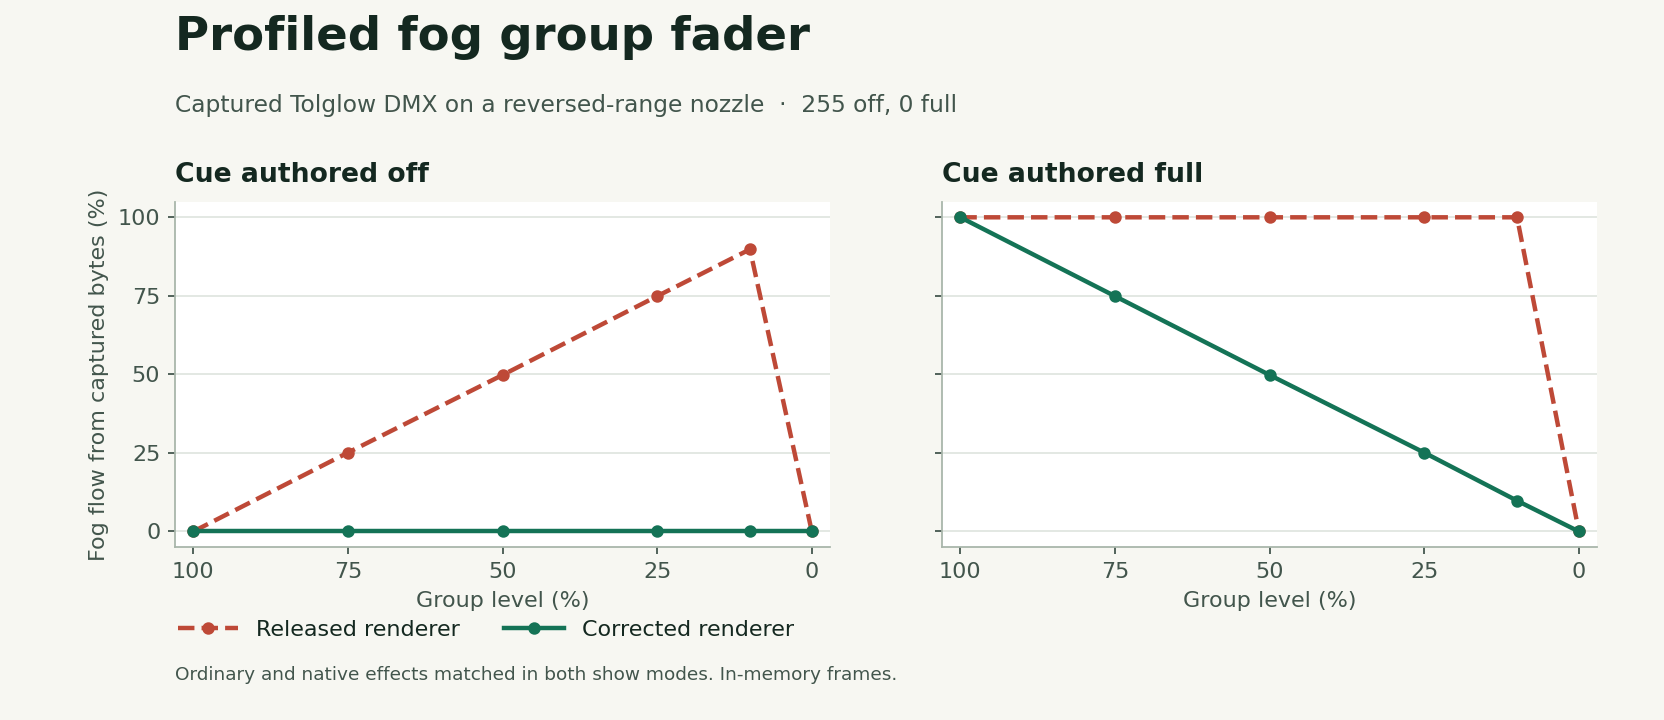 Profiled fog group fader
Captured Tolglow DMX on a reversed-range nozzle · 255 off, 0 full
Cue authored off
Fog flow from captured bytes (%)
100
75
50
25
0
100 75 50 25 0
Group level (%)
Cue authored full
100 75 50 25 0
Group level (%)
Released renderer Corrected renderer
Ordinary and native effects matched in both show modes. In-memory frames.